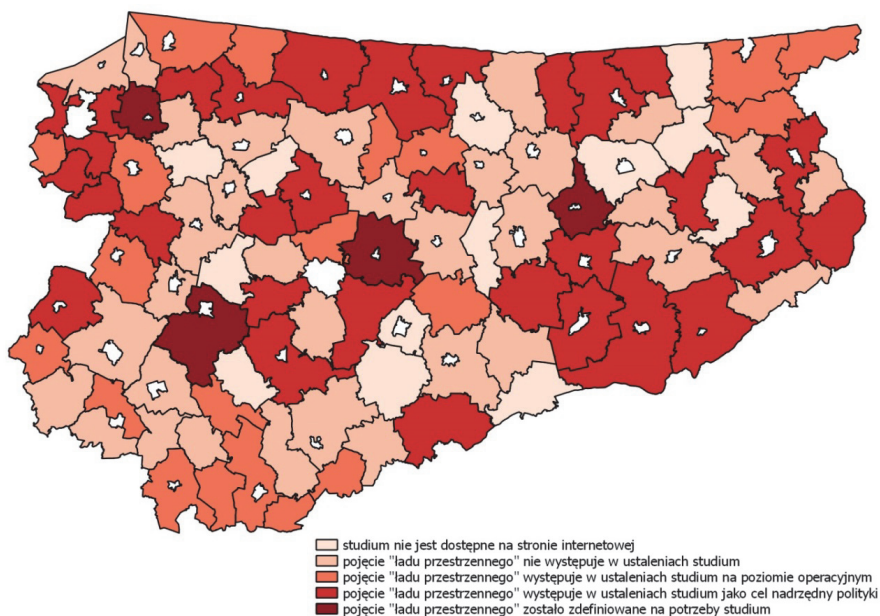 studium nie jest dostępne na stronie internetowej
pojęcie "ładu przestrzennego" nie występuje w ustaleniach studium
pojęcie "ładu przestrzennego" występuje w ustaleniach studium na poziomie operacyjnym
pojęcie "ładu przestrzennego" występuje w ustaleniach studium jako cel nadrzędny polityki
pojęcie "ładu przestrzennego" zostało zdefiniowane na potrzeby studium